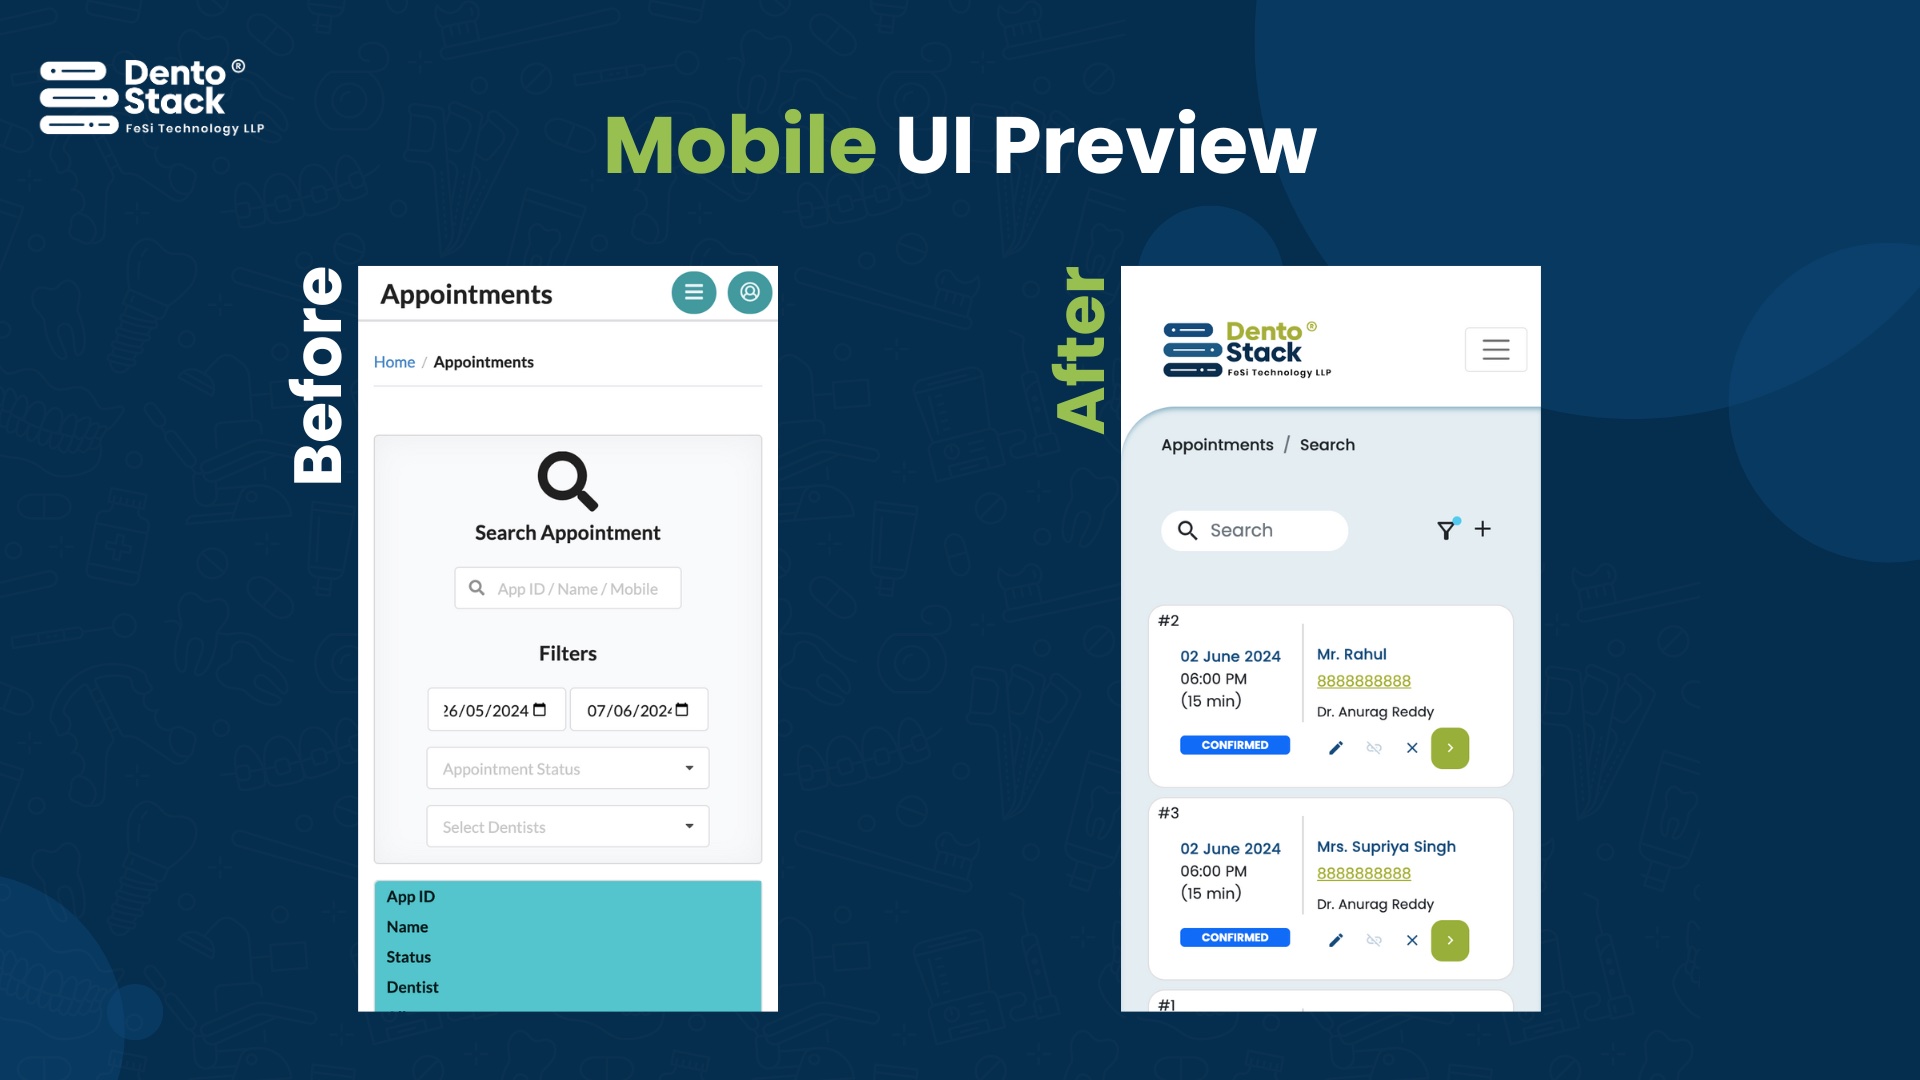 Dento ®
Stack
FeSi Technology LLP
Mobile UI Preview
Before
Appointments
Home / Appointments
Search Appointment
App ID / Name / Mobile
Filters
26/05/2024 07/06/2024
Appointment Status
Select Dentists
App ID
Name
Status
Dentist
After
Dento ®
Stack
FeSi Technology LLP
Appointments / Search
Search
#2
02 June 2024
06:00 PM
(15 min)
CONFIRMED
Mr. Rahul
8888888888
Dr. Anurag Reddy
#3
02 June 2024
06:00 PM
(15 min)
CONFIRMED
Mrs. Supriya Singh
8888888888
Dr. Anurag Reddy
#1